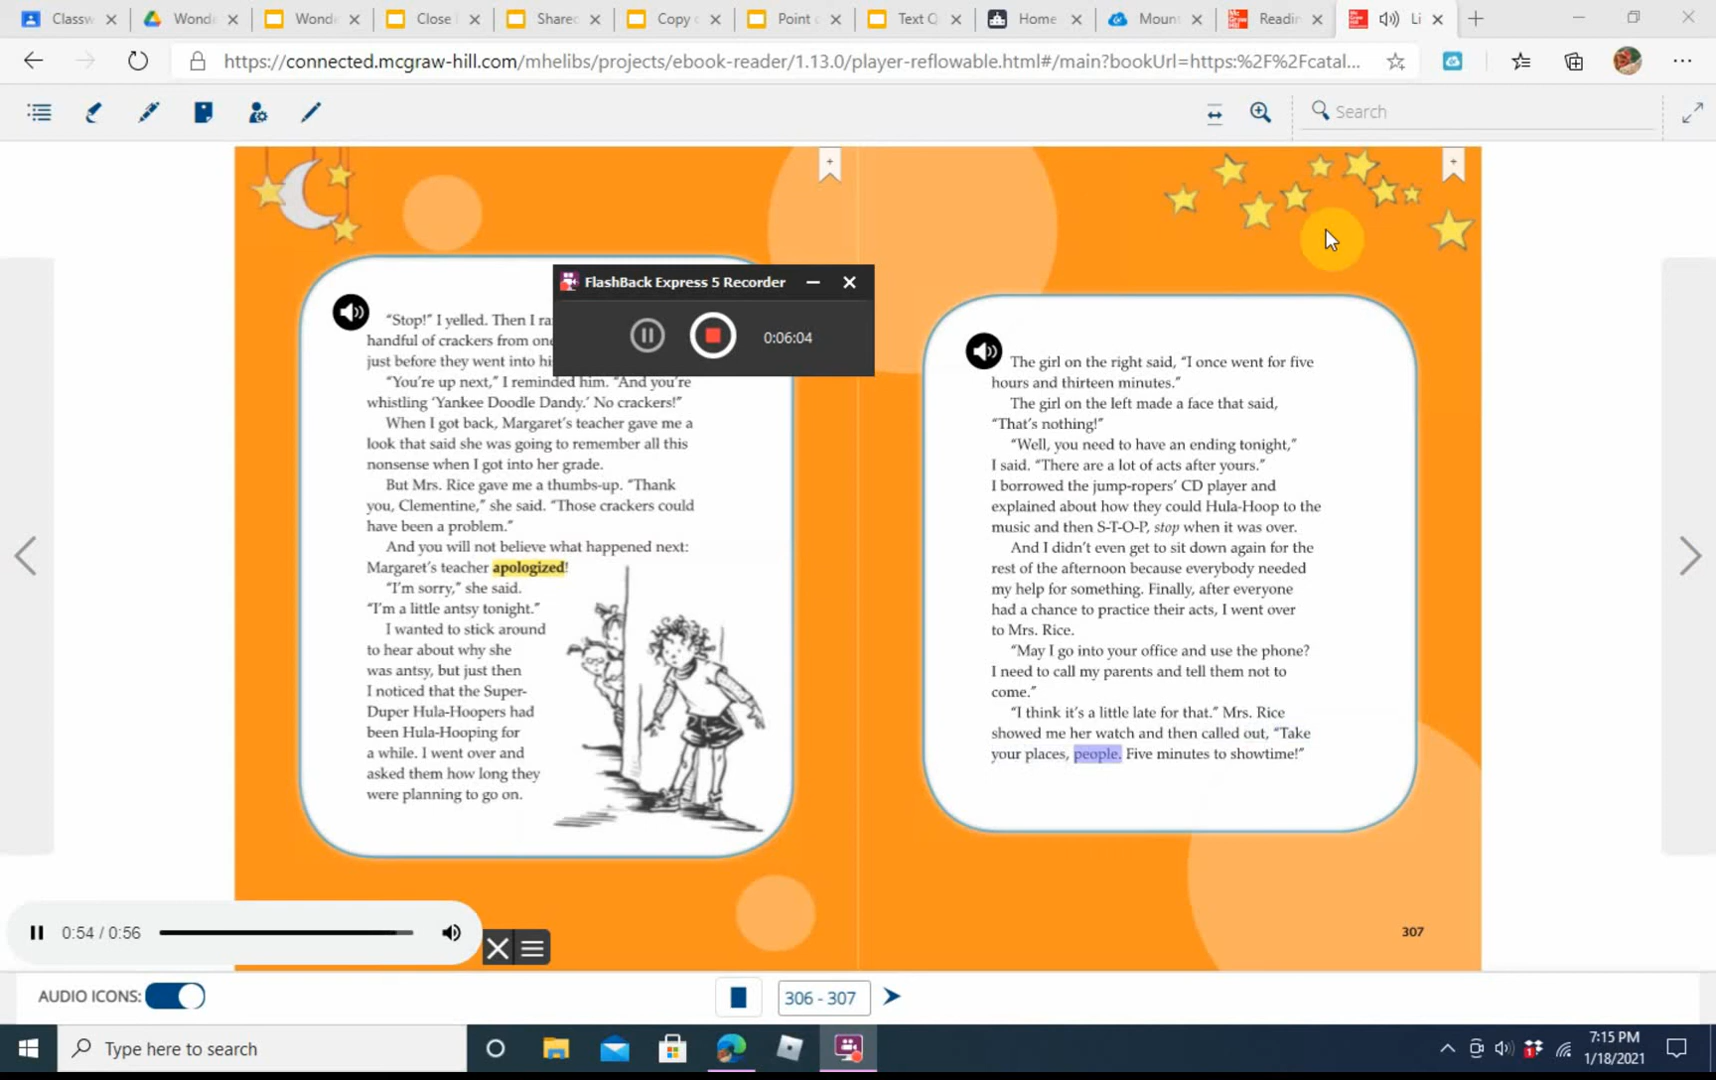 Classw
Wond
Wond
Close
Shared
Copy
Point
Text Q
Home
Mount
Readin
Li
https://connected.mcgraw-hill.com/mhelibs/projects/ebook-reader/1.13.0/player-reflowable.html#/main?bookUrl=https:%2F%2Fcatal...
Search
FlashBack Express 5 Recorder
0:06:04
"Stop!" I yelled. Then I ra
handful of crackers from one
just before they went into hi
"You're up next," I reminded him. "And you're
whistling 'Yankee Doodle Dandy.' No crackers!"
When I got back, Margaret's teacher gave me a
look that said she was going to remember all this
nonsense when I got into her grade.
But Mrs. Rice gave me a thumbs-up. "Thank
you, Clementine," she said. "Those crackers could
have been a problem."
And you will not believe what happened next:
Margaret's teacher apologized!
"I'm sorry," she said.
"I'm a little antsy tonight."
I wanted to stick around
to hear about why she
was antsy, but just then
I noticed that the Super-
Duper Hula-Hoopers had
been Hula-Hooping for
a while. I went over and
asked them how long they
were planning to go on.
The girl on the right said, "I once went for five
hours and thirteen minutes."
The girl on the left made a face that said,
"That's nothing!"
"Well, you need to have an ending tonight,"
I said. "There are a lot of acts after yours."
I borrowed the jump-ropers' CD player and
explained about how they could Hula-Hoop to the
music and then S-T-O-P, stop when it was over.
And I didn't even get to sit down again for the
rest of the afternoon because everybody needed
my help for something. Finally, after everyone
had a chance to practice their acts, I went over
to Mrs. Rice.
"May I go into your office and use the phone?
I need to call my parents and tell them not to
come."
"I think it's a little late for that." Mrs. Rice
showed me her watch and then called out, "Take
your places, people. Five minutes to showtime!"
307
0:54 / 0:56
AUDIO ICONS:
306 - 307
Type here to search
7:15 PM
1/18/2021